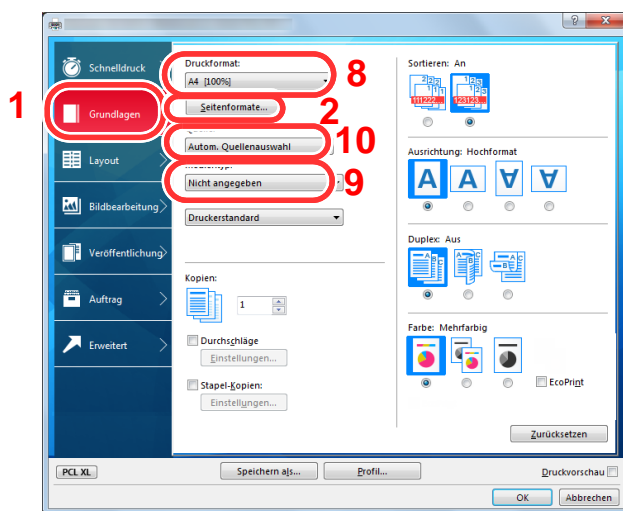 Schnelldruck
1
Grundlagen
Layout
Bildbearbeitung
Veröffentlichung
Auftrag
Erweitert
Druckformat:
A4 [100%]
8
Seitenformate...
2
Autom. Quellenauswahl
10
Nicht angegeben
9
Druckerstandard
Kopien:
1
Durchschläge
Einstellungen...
Stapel-Kopien:
Einstellungen...
Sortieren: An
111222...
123123...
Ausrichtung: Hochformat
A A A A
Duplex: Aus
A B C
A B C
A B C
Farbe: Mehrfarbig
EcoPrint
Zurücksetzen
PCL XL
Speichern als...
Profil...
Druckvorschau
OK
Abbrechen